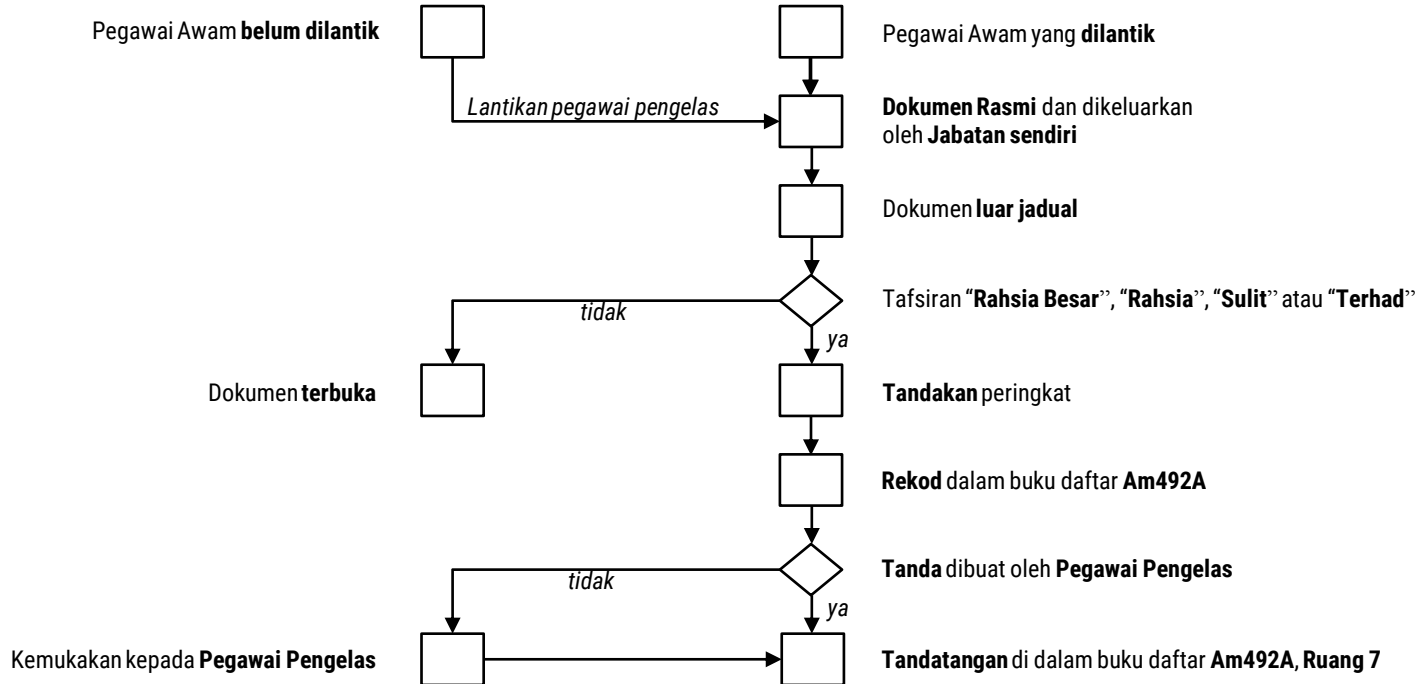 Pegawai Awam belum dilantik
Pegawai Awam yang dilantik
Lantikan pegawai pengelas
Dokumen Rasmi dan dikeluarkan
oleh Jabatan sendiri
Dokumen luar jadual
Tafsiran “Rahsia Besar”, “Rahsia”, “Sulit” atau “Terhad”
tidak
ya
Dokumen terbuka
Tandakan peringkat
Rekod dalam buku daftar Am492A
Tanda dibuat oleh Pegawai Pengelas
tidak
ya
Kemukakan kepada Pegawai Pengelas
Tandatangan di dalam buku daftar Am492A, Ruang 7